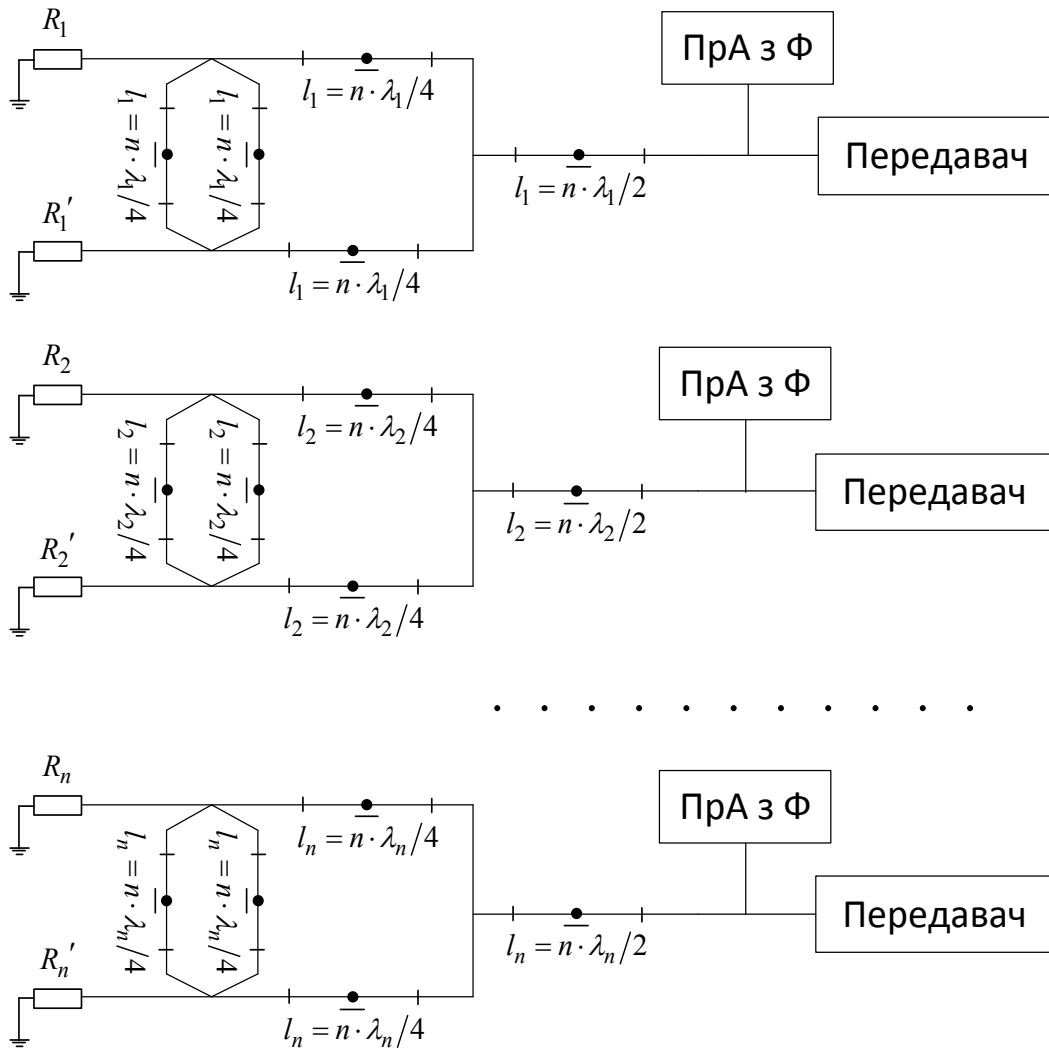 R₁
ПрА з Ф
l₁ = n · λ₁/4
l₁ = n · λ₁/4
l₁ = n · λ₁/4
Передавач
l₁ = n · λ₁/2
R₁′
l₁ = n · λ₁/4
R₂
ПрА з Ф
l₂ = n · λ₂/4
l₂ = n · λ₂/4
l₂ = n · λ₂/4
Передавач
l₂ = n · λ₂/2
R₂′
l₂ = n · λ₂/4
Rₙ
ПрА з Ф
lₙ = n · λₙ/4
lₙ = n · λₙ/4
lₙ = n · λₙ/4
Передавач
lₙ = n · λₙ/2
Rₙ′
lₙ = n · λₙ/4